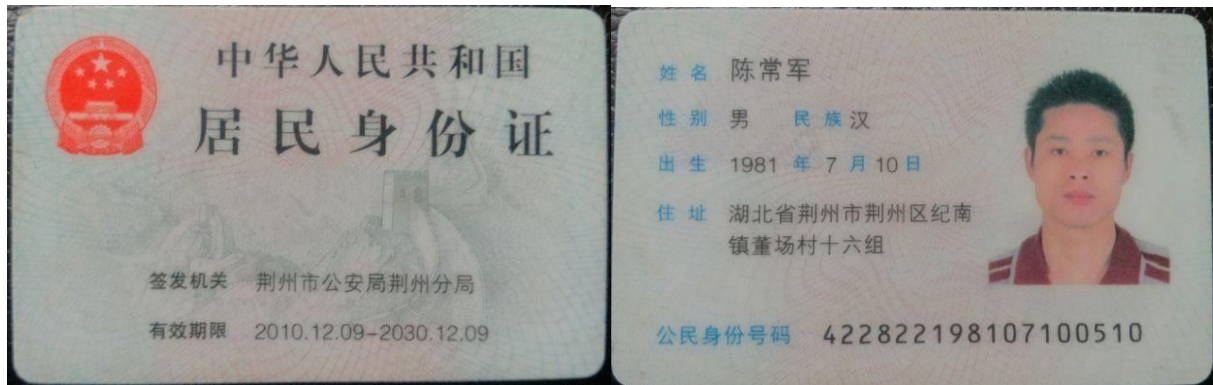 中华人民共和国
居民身份证
签发机关 荆州市公安局荆州分局
有效期限 2010.12.09-2030.12.09
姓名 陈常军
性别 男 民族 汉
出生 1981 年 7 月 10 日
住址 湖北省荆州市荆州区纪南
镇董场村十六组
公民身份号码 422822198107100510